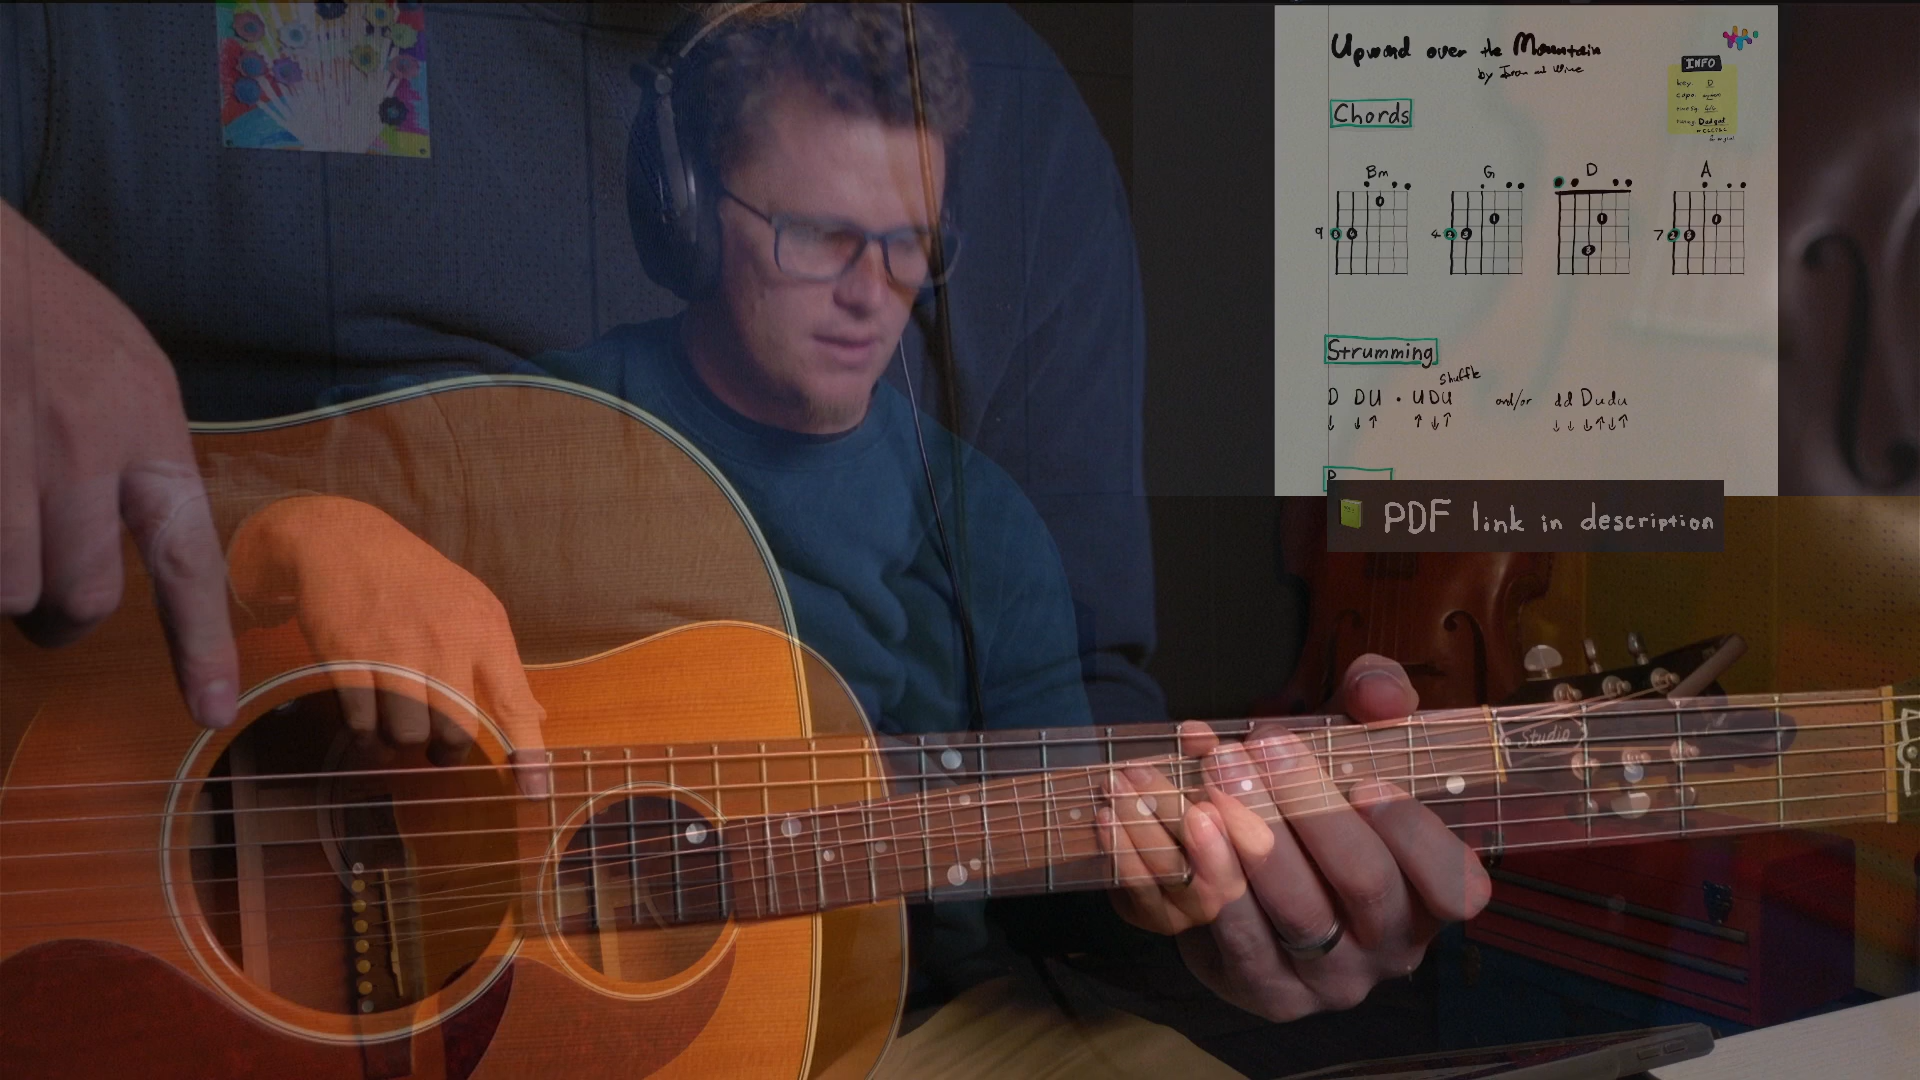 Upward over the Mountain
by Iron and Wine
INFO
key D
Chords
Bm G D A
9 4 7
Strumming
Shuffle
D DU • UDU and/or dd Dudu
↓ ↓↑ ↑↓↑ ↓↓↓↑↓↑
PDF link in description
Studio